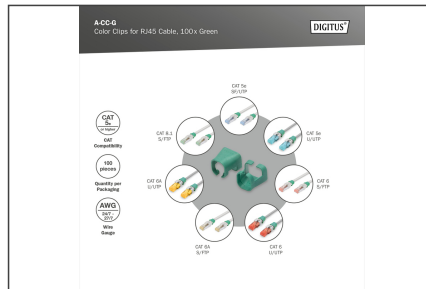 A-CC-G
Color Clips for RJ45 Cable, 100x Green
DIGITUS®
CAT 5e
SF/UTP
CAT
5e
or higher
CAT
Compatibility
CAT 8.1
S/FTP
CAT 5e
U/UTP
100
pieces
Quantity per
Packaging
CAT 6A
U/UTP
CAT 6
S/FTP
AWG
24/7 -
27/7
Wire
Gauge
CAT 6A
S/FTP
CAT 6
U/UTP